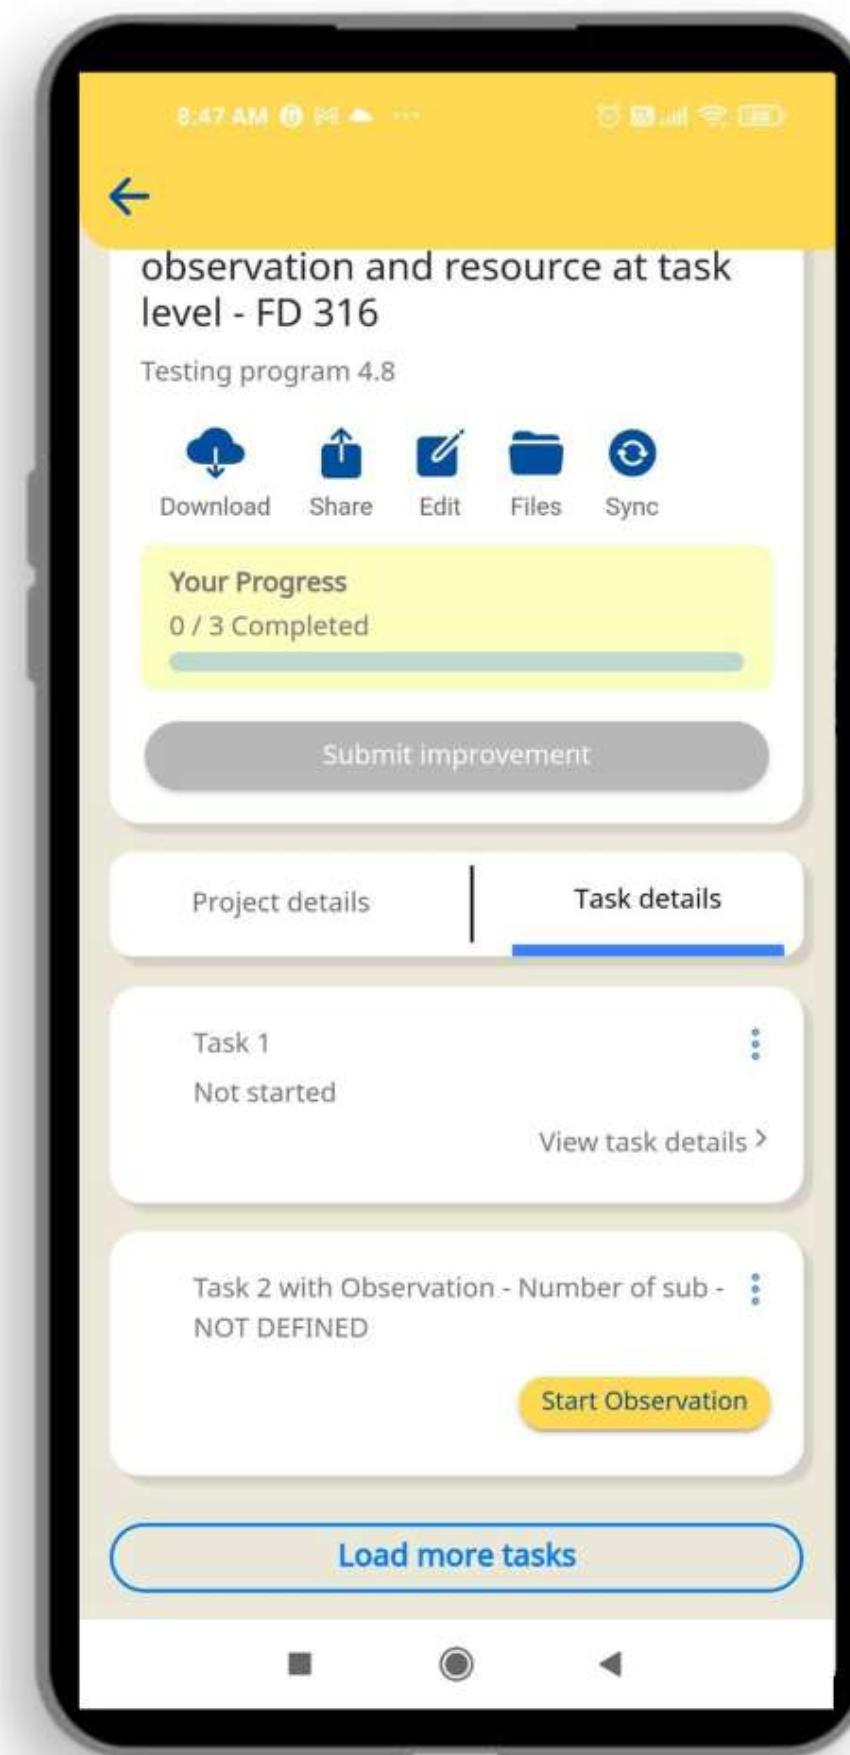 8:47 AM
observation and resource at task
level - FD 316
Testing program 4.8
Download Share Edit Files Sync
Your Progress
0 / 3 Completed
Submit improvement
Project details Task details
Task 1
Not started
View task details >
Task 2 with Observation - Number of sub -
NOT DEFINED
Start Observation
Load more tasks